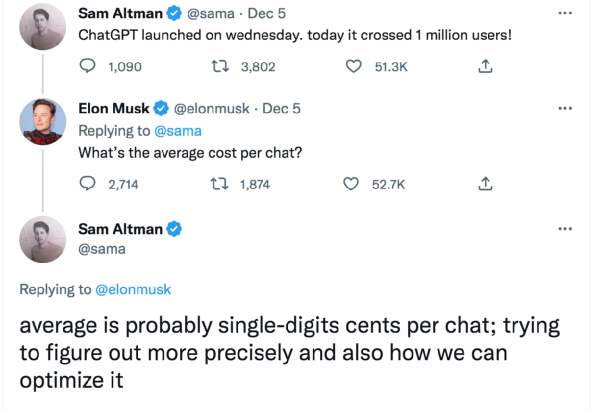 Sam Altman @sama · Dec 5
ChatGPT launched on wednesday. today it crossed 1 million users!
1,090 3,802 51.3K
Elon Musk @elonmusk · Dec 5
Replying to @sama
What's the average cost per chat?
2,714 1,874 52.7K
Sam Altman
@sama
Replying to @elonmusk
average is probably single-digits cents per chat; trying
to figure out more precisely and also how we can
optimize it